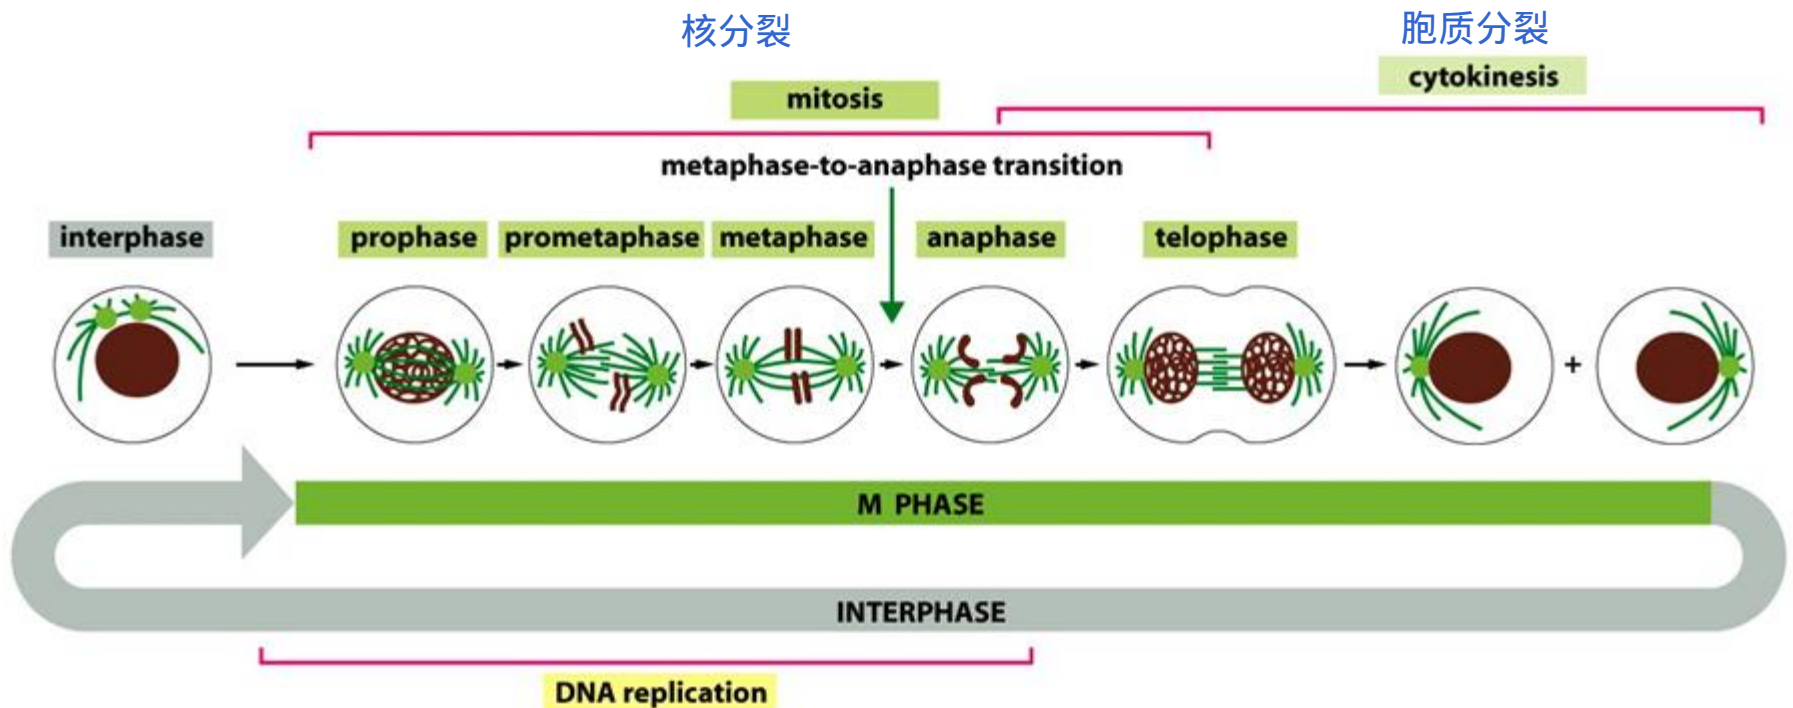 核分裂
胞质分裂
cytokinesis
mitosis
metaphase-to-anaphase transition
interphase
prophase
prometaphase
metaphase
anaphase
telophase
+
M PHASE
INTERPHASE
DNA replication